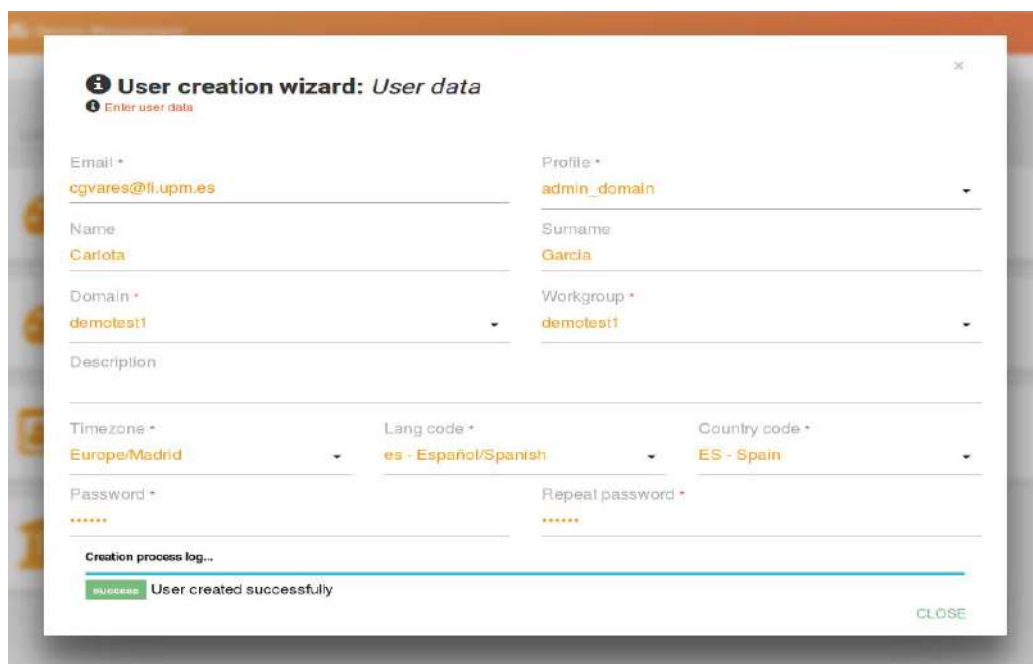 User creation wizard: User data
Enter user data
×
Email *
Profile *
cgvares@fi.upm.es
admin_domain
Name
Surname
Carlota
Garcia
Domain *
Workgroup *
demotest1
demotest1
Description
Timezone *
Lang code *
Country code *
Europe/Madrid
es - Español/Spanish
ES - Spain
Password *
Repeat password *
••••••
••••••
Creation process log...
success User created successfully
CLOSE